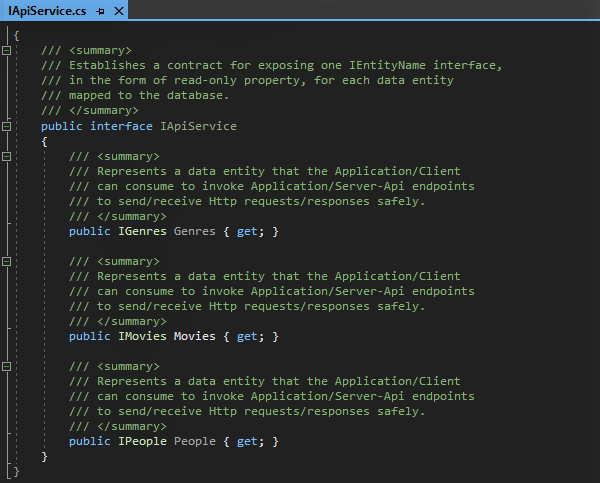 IApiService.cs
{
/// <summary>
/// Establishes a contract for exposing one IEntityName interface,
/// in the form of read-only property, for each data entity
/// mapped to the database.
/// </summary>
public interface IApiService
{
/// <summary>
/// Represents a data entity that the Application/Client
/// can consume to invoke Application/Server-Api endpoints
/// to send/receive Http requests/responses safely.
/// </summary>
public IGenres Genres { get; }
/// <summary>
/// Represents a data entity that the Application/Client
/// can consume to invoke Application/Server-Api endpoints
/// to send/receive Http requests/responses safely.
/// </summary>
public IMovies Movies { get; }
/// <summary>
/// Represents a data entity that the Application/Client
/// can consume to invoke Application/Server-Api endpoints
/// to send/receive Http requests/responses safely.
/// </summary>
public IPeople People { get; }
}
}